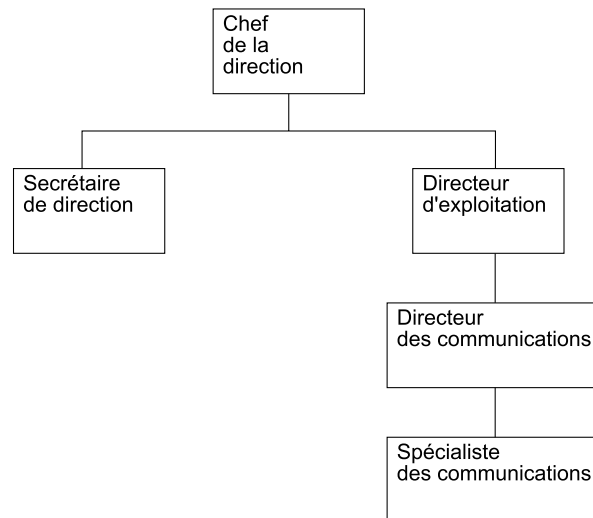 Chef
de la
direction
Secrétaire
de direction
Directeur
d'exploitation
Directeur
des communications
Spécialiste
des communications